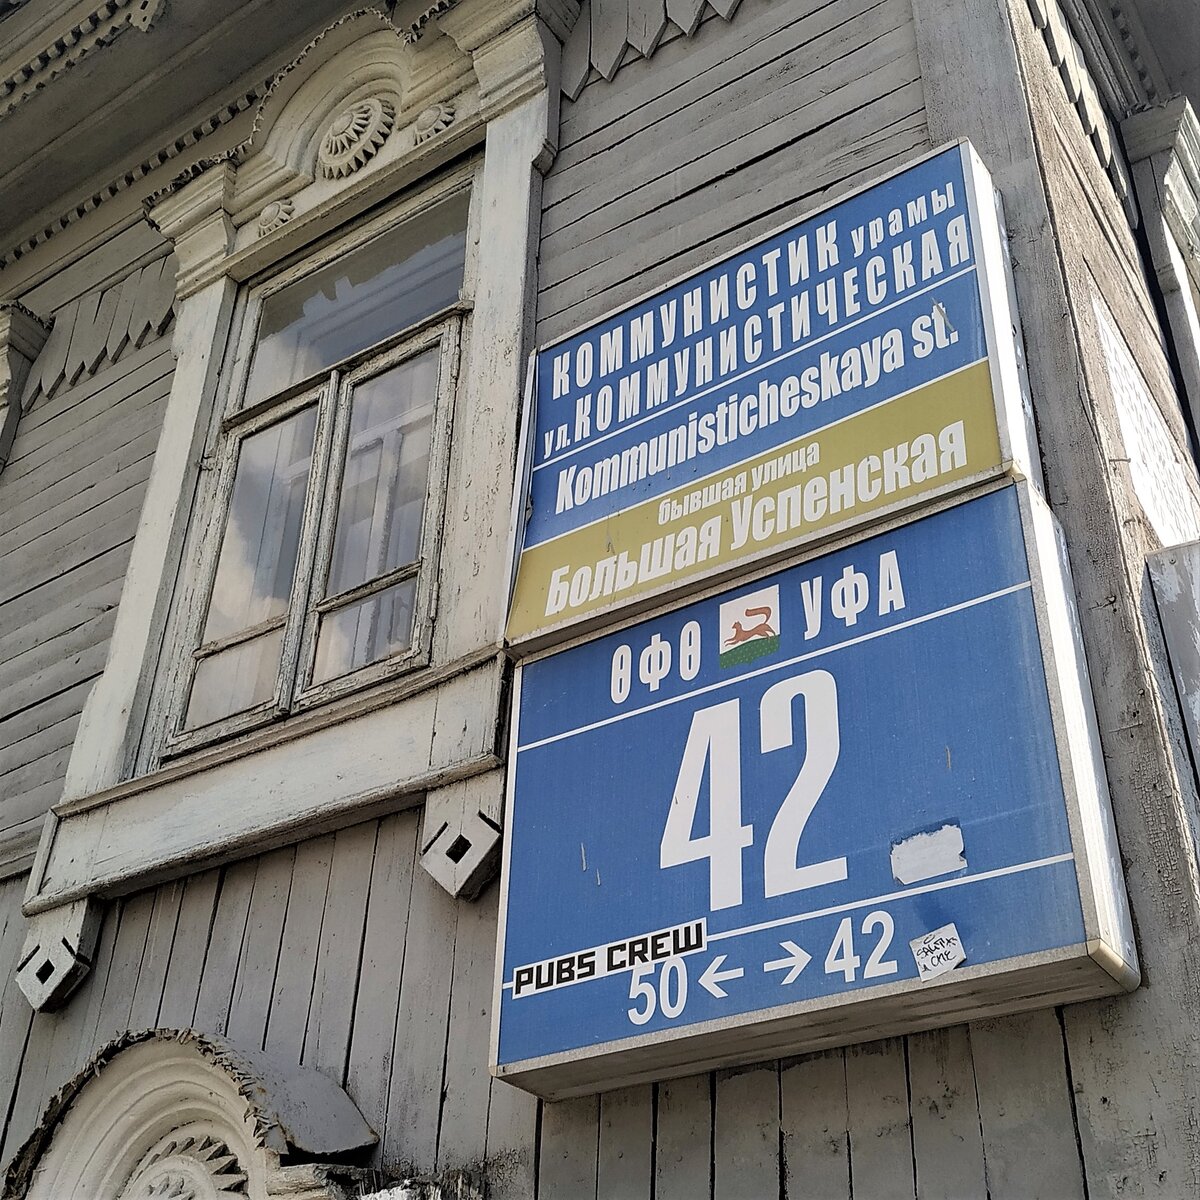 КОММУНИСТИК урамы
ул.КОММУНИСТИЧЕСКАЯ
Kommunisticheskaya st.
бывшая улица
Большая Успенская
ӨФӨ УФА
42
PUBS CREW
50 ← → 42